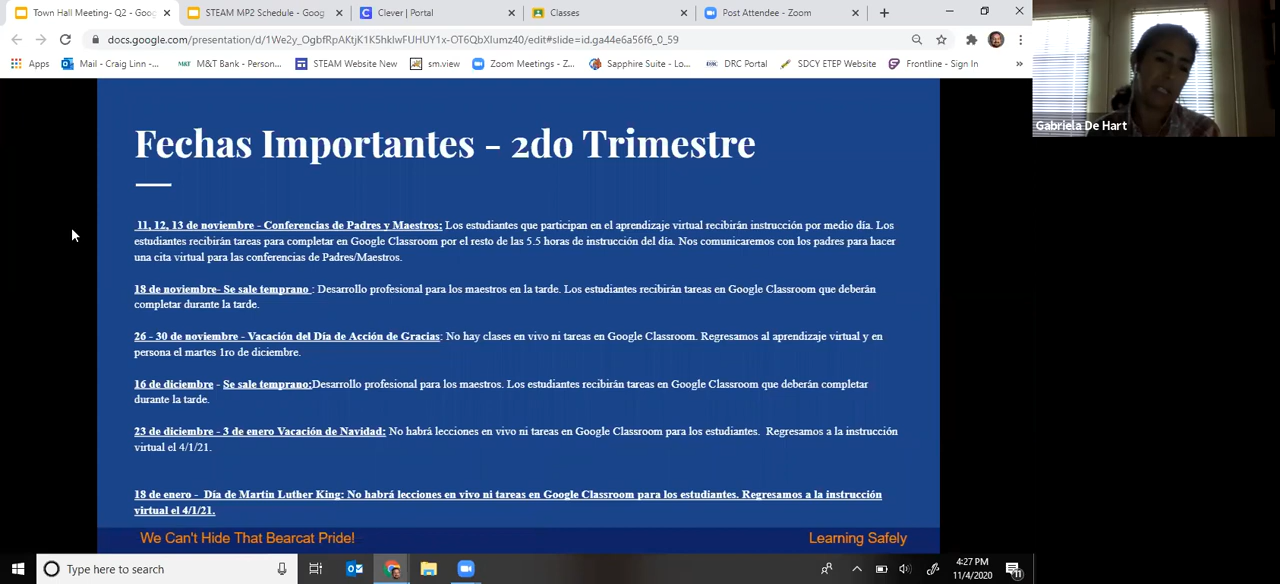 Town Hall Meeting- Q2 - Goog
STEAM MP2 Schedule - Goog
Clever | Portal
Classes
Post Attendee - Zoom
docs.google.com/presentation/d/1We2y_OgbfRpAKtjK1K5hkIwFUHUY1x-OT6QbXIumz40/edit#slide=id.ga44e6a56f6_0_59
Apps
Mail - Craig Linn -...
M&T Bank - Person...
STEAM Website New
sm.view
Zoom Meetings - Z...
Sapphire Suite - Lo...
DRC Portal
SDCY ETEP Website
Frontline - Sign In
Gabriela De Hart
Fechas Importantes - 2do Trimestre
11, 12, 13 de noviembre - Conferencias de Padres y Maestros: Los estudiantes que participan en el aprendizaje virtual recibirán instrucción por medio día. Los
estudiantes recibirán tareas para completar en Google Classroom por el resto de las 5.5 horas de instrucción del día. Nos comunicaremos con los padres para hacer
una cita virtual para las conferencias de Padres/Maestros.
18 de noviembre- Se sale temprano : Desarrollo profesional para los maestros en la tarde. Los estudiantes recibirán tareas en Google Classroom que deberán
completar durante la tarde.
26 - 30 de noviembre - Vacación del Día de Acción de Gracias: No hay clases en vivo ni tareas en Google Classroom. Regresamos al aprendizaje virtual y en
persona el martes 1ro de diciembre.
16 de diciembre - Se sale temprano:Desarrollo profesional para los maestros. Los estudiantes recibirán tareas en Google Classroom que deberán completar
durante la tarde.
23 de diciembre - 3 de enero Vacación de Navidad: No habrá lecciones en vivo ni tareas en Google Classroom para los estudiantes. Regresamos a la instrucción
virtual el 4/1/21.
18 de enero - Día de Martin Luther King: No habrá lecciones en vivo ni tareas en Google Classroom para los estudiantes. Regresamos a la instrucción
virtual el 4/1/21.
We Can't Hide That Bearcat Pride!
Learning Safely
Type here to search
4:27 PM
11/4/2020